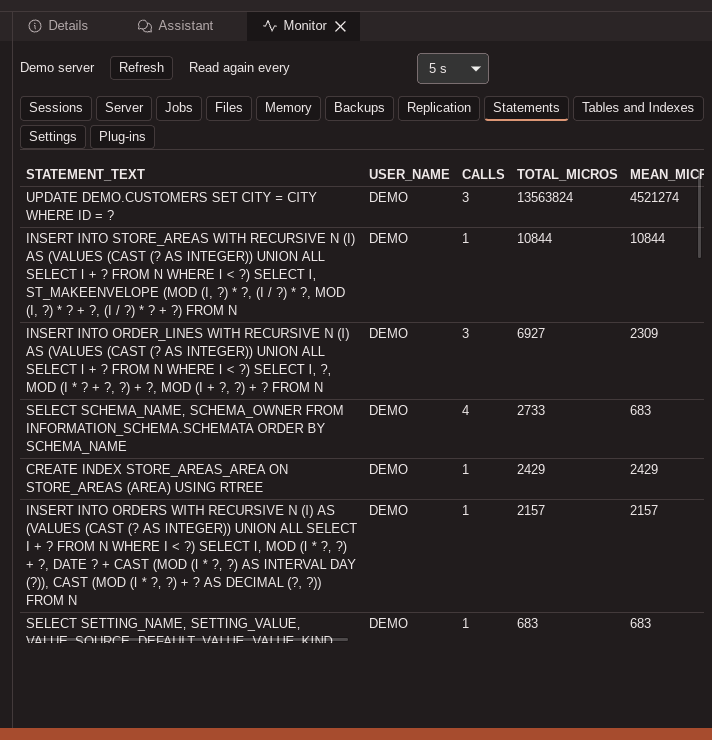 Details Assistant Monitor
Demo server Refresh Read again every 5 s
Sessions Server Jobs Files Memory Backups Replication Statements Tables and Indexes
Settings Plug-ins
STATEMENT_TEXT USER_NAME CALLS TOTAL_MICROS
UPDATE DEMO.CUSTOMERS SET CITY = CITY DEMO 3 13563824 4521274
WHERE ID = ?
INSERT INTO STORE_AREAS WITH RECURSIVE N (I) DEMO 1 10844 10844
AS (VALUES (CAST (? AS INTEGER)) UNION ALL
SELECT I + ? FROM N WHERE I < ?) SELECT I,
ST_MAKEENVELOPE (MOD (I, ?) * ?, (I / ?) * ?, MOD
(I, ?) * ? + ?, (I / ?) * ? + ?) FROM N
INSERT INTO ORDER_LINES WITH RECURSIVE N (I) DEMO 3 6927 2309
AS (VALUES (CAST (? AS INTEGER)) UNION ALL
SELECT I + ? FROM N WHERE I < ?) SELECT I, ?,
MOD (I * ? + ?, ?) + ?, MOD (I + ?, ?) + ? FROM N
SELECT SCHEMA_NAME, SCHEMA_OWNER FROM DEMO 4 2733 683
INFORMATION_SCHEMA.SCHEMATA ORDER BY
SCHEMA_NAME
CREATE INDEX STORE_AREAS_AREA ON DEMO 1 2429 2429
STORE_AREAS (AREA) USING RTREE
INSERT INTO ORDERS WITH RECURSIVE N (I) AS DEMO 1 2157 2157
(VALUES (CAST (? AS INTEGER)) UNION ALL SELECT
I + ? FROM N WHERE I < ?) SELECT I, MOD (I * ?, ?)
+ ?, DATE ? + CAST (MOD (I * ?, ?) AS INTERVAL DAY
(?)), CAST (MOD (I * ?, ?) + ? AS DECIMAL (?, ?))
FROM N
SELECT SETTING_NAME, SETTING_VALUE, DEMO 1 683 683
VALUE_SOURCE, DEFAULT_VALUE, VALUE_KIND,